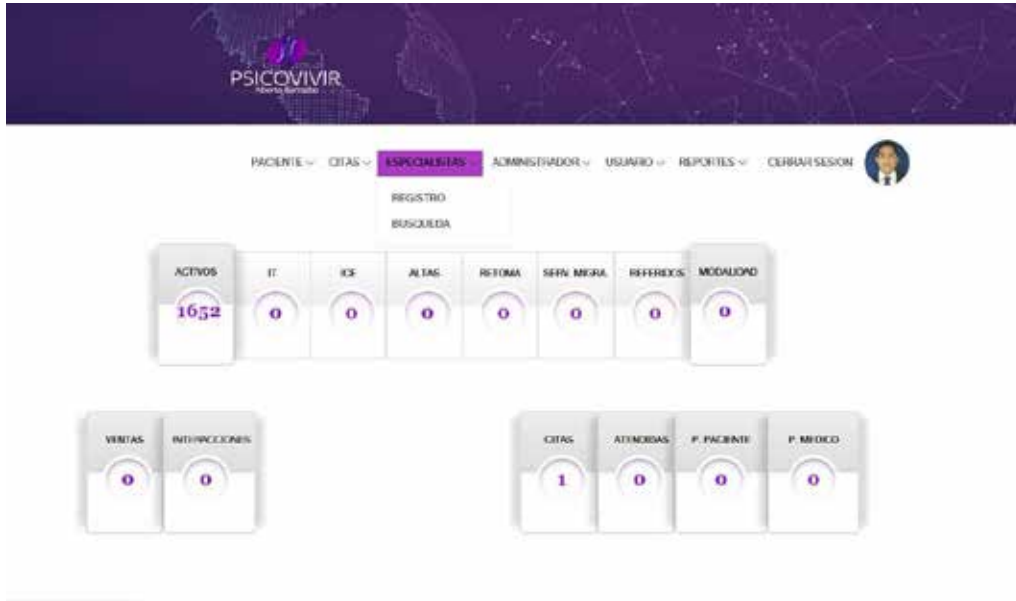 PSICOVIVIR
PACIENTE CITAS ESPECIALISTAS ADMINISTRADOR USUARIO REPORTES CERRAR SESION
REGISTRO
BUSQUEDA
ACTIVOS IT ICE ALTAS RETOMA SERV. MIGRA. REFERIDOS MODALIDAD
1652 0 0 0 0 0 0 0
VENTAS INTERACCIONES CITAS ATENDIDAS P. PACIENTE P. MEDICO
0 0 1 0 0 0